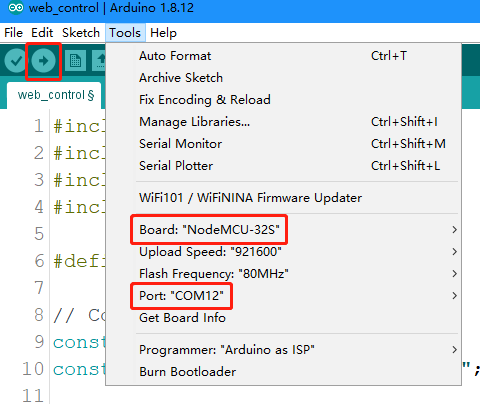 web_control | Arduino 1.8.12
File Edit Sketch Tools Help
web_control §
Auto Format Ctrl+T
Archive Sketch
Fix Encoding & Reload
Manage Libraries... Ctrl+Shift+I
Serial Monitor Ctrl+Shift+M
Serial Plotter Ctrl+Shift+L
WiFi101 / WiFiNINA Firmware Updater
Board: "NodeMCU-32S"
Upload Speed: "921600"
Flash Frequency: "80MHz"
Port: "COM12"
Get Board Info
Programmer: "Arduino as ISP"
Burn Bootloader
1 #incl
2 #incl
3 #incl
4 #incl
5
6 #defi
7
8 // Co
9 const
10 const ";
11